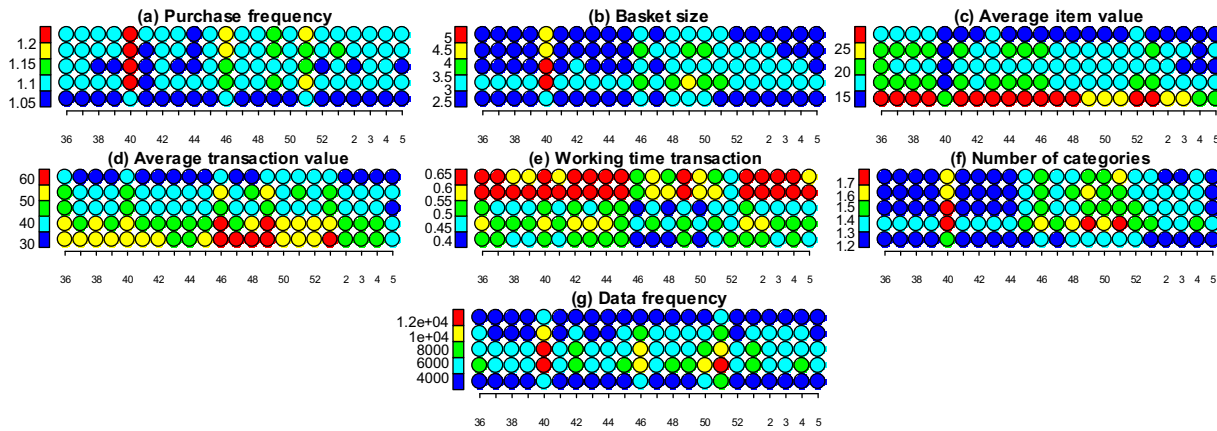 (a) Purchase frequency
1.2
1.15
1.1
1.05
36 38 40 42 44 46 48 50 51 2 3 4 5
(b) Basket size
5
4.5
4
3.5
3
2.5
36 38 40 42 44 46 48 50 52 2 3 4 5
(c) Average item value
25
20
15
36 38 40 42 44 46 48 50 52 2 3 4 5
(d) Average transaction value
60
50
40
30
36 38 40 42 44 46 48 49 51 2 3 4 5
(e) Working time transaction
0.65
0.6
0.55
0.5
0.45
0.4
36 38 40 42 44 46 48 50 52 2 3 4 5
(f) Number of categories
1.7
1.6
1.5
1.4
1.3
1.2
36 38 40 42 44 46 48 50 51 2 3 4 5
(g) Data frequency
1.2e+04
1e+04
8000
6000
4000
36 38 40 42 44 46 48 50 51 2 3 4 5